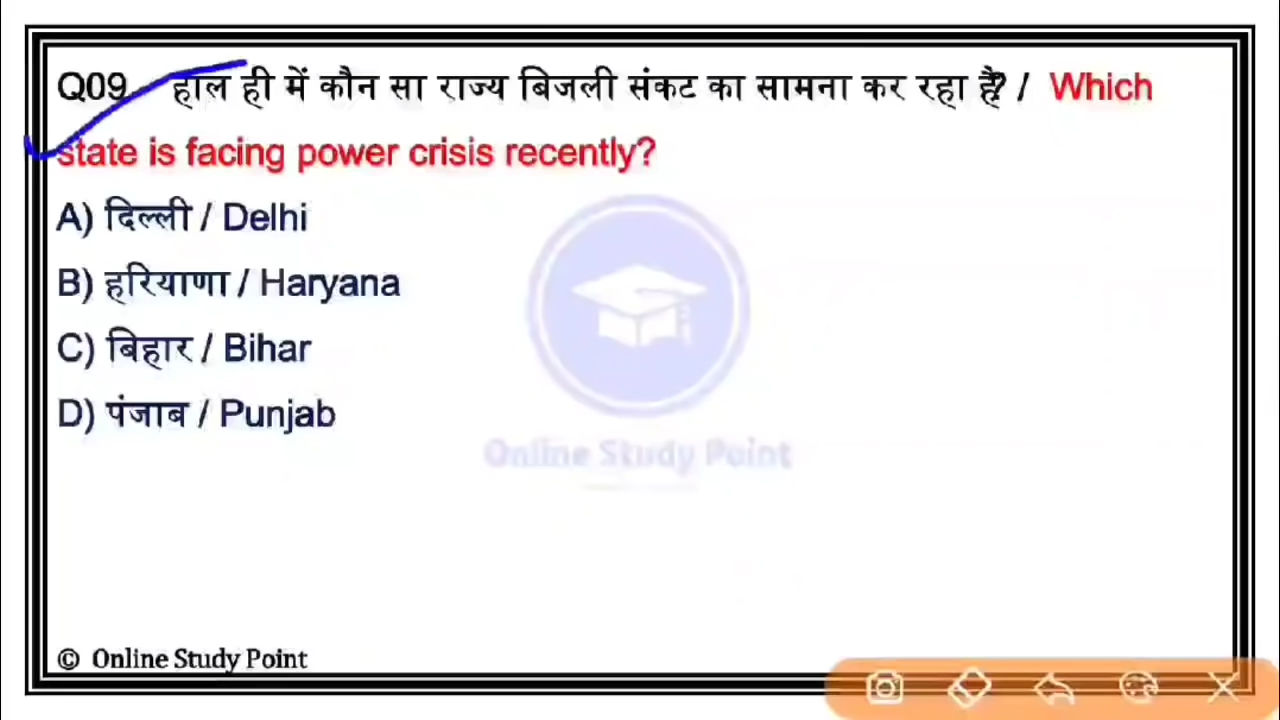 Q09 हाल ही में कौन सा राज्य बिजली संकट का सामना कर रहा है? / Which
state is facing power crisis recently?
A) दिल्ली / Delhi
B) हरियाणा / Haryana
C) बिहार / Bihar
D) पंजाब / Punjab
Online Study Point
© Online Study Point